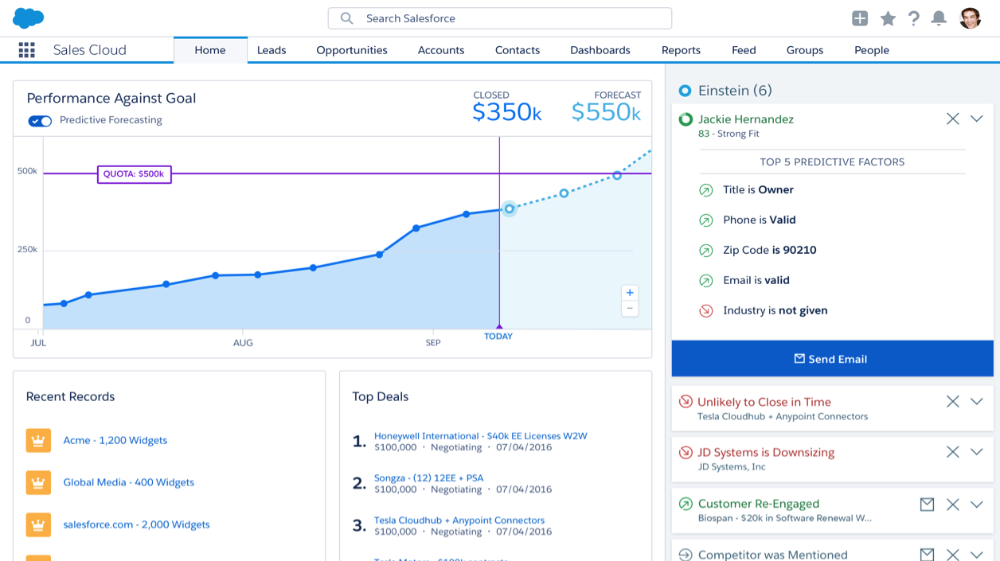 Search Salesforce
Sales Cloud
Home
Leads
Opportunities
Accounts
Contacts
Dashboards
Reports
Feed
Groups
People
Performance Against Goal
Predictive Forecasting
CLOSED
$350k
FORECAST
$550k
500k
QUOTA: $500k
250k
0
JUL
AUG
SEP
TODAY
Recent Records
Acme - 1,200 Widgets
Global Media - 400 Widgets
salesforce.com - 2,000 Widgets
Top Deals
1.
Honeywell International - $40k EE Licenses W2W
$100,000 · Negotiating · 07/04/2016
2.
Songza - (12) 12EE + PSA
$100,000 · Negotiating · 07/04/2016
3.
Tesla Cloudhub + Anypoint Connectors
$100,000 · Negotiating · 07/04/2016
Einstein (6)
Jackie Hernandez
83 - Strong Fit
TOP 5 PREDICTIVE FACTORS
Title is Owner
Phone is Valid
Zip Code is 90210
Email is valid
Industry is not given
Send Email
Unlikely to Close in Time
Tesla Cloudhub + Anypoint Connectors
JD Systems is Downsizing
JD Systems, Inc
Customer Re-Engaged
Biospan - $20k in Software Renewal W...
Competitor was Mentioned